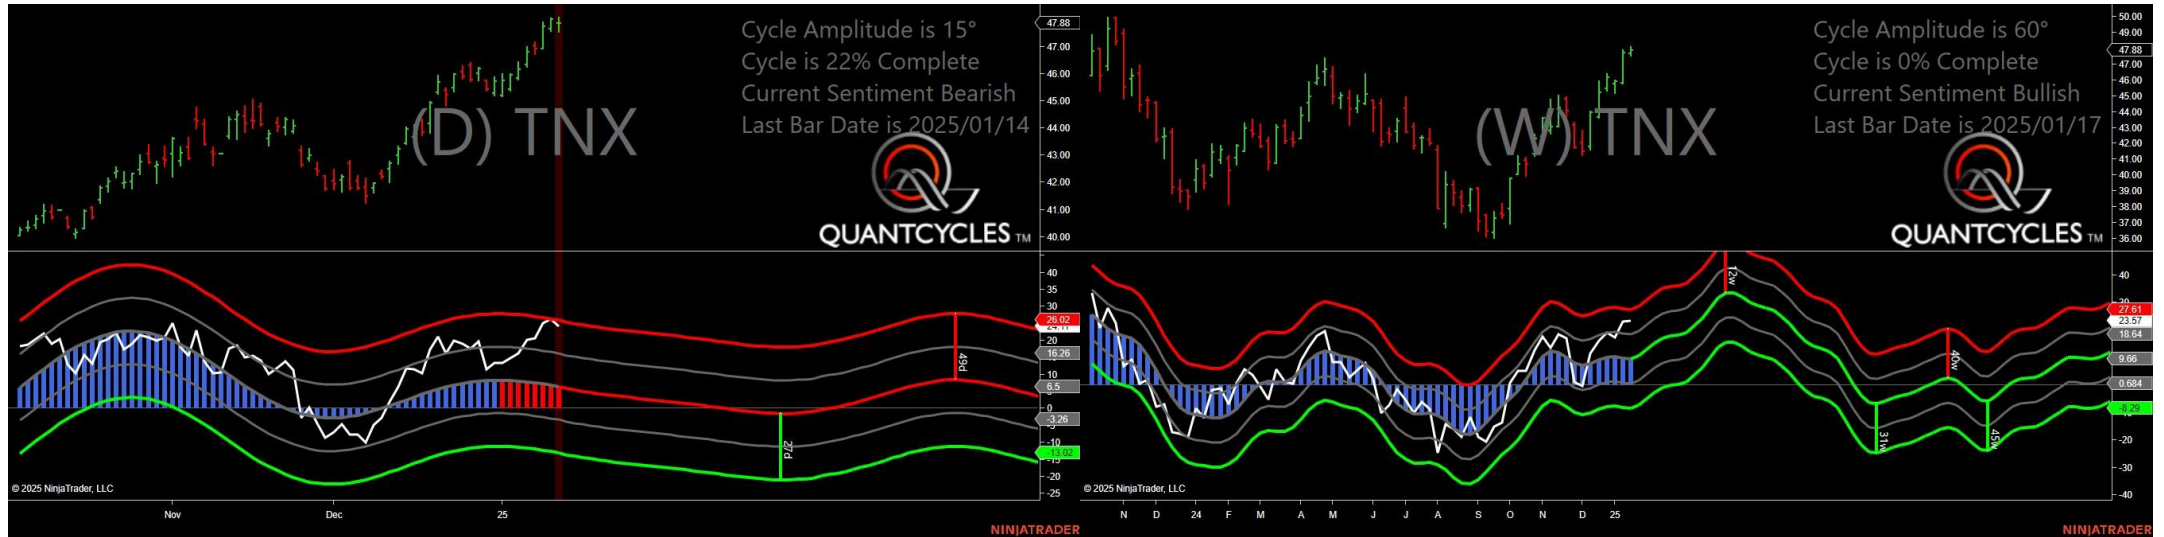 Cycle Amplitude is 15°
Cycle is 22% Complete
Current Sentiment Bearish
Last Bar Date is 2025/01/14
(D) TNX
QUANTCYCLES TM
47.88
47.00
46.00
45.00
44.00
43.00
42.00
41.00
40.00
40
35
30
26.02
20
16.26
10
6.5
0
-3.26
-10
-13.02
-20
-25
49d
27d
© 2025 NinjaTrader, LLC
Nov
Dec
25
NINJATRADER
Cycle Amplitude is 60°
Cycle is 0% Complete
Current Sentiment Bullish
Last Bar Date is 2025/01/17
(W) TNX
QUANTCYCLES TM
50.00
49.00
47.88
47.00
46.00
45.00
44.00
43.00
42.00
41.00
40.00
39.00
38.00
37.00
36.00
40
27.61
23.57
18.64
9.66
0.684
-8.29
-20
-30
-40
12w
40w
31w
45w
© 2025 NinjaTrader, LLC
N D 24 F M A M J J A S O N D 25
NINJATRADER